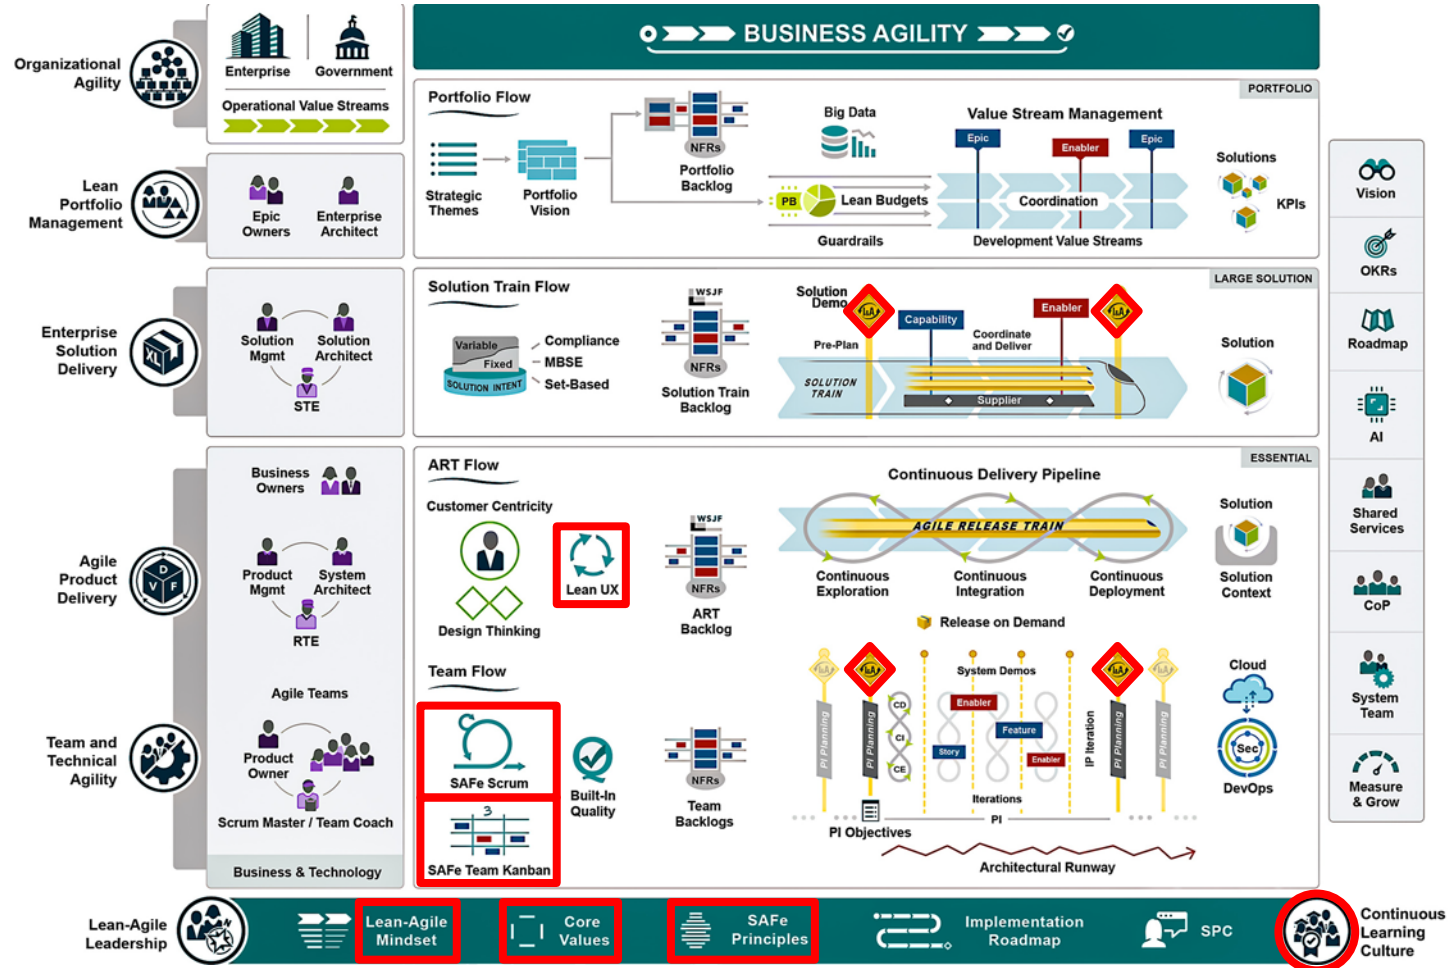 BUSINESS AGILITY
Organizational
Agility
Enterprise
Government
Operational Value Streams
Lean
Portfolio
Management
Epic
Owners
Enterprise
Architect
PORTFOLIO
Portfolio Flow
Strategic
Themes
Portfolio
Vision
NFRs
Portfolio
Backlog
Big Data
PB
Lean Budgets
Guardrails
Value Stream Management
Epic
Enabler
Epic
Coordination
Development Value Streams
Solutions
KPIs
Enterprise
Solution
Delivery
XL
Solution
Mgmt
Solution
Architect
STE
LARGE SOLUTION
Solution Train Flow
Variable
Fixed
SOLUTION INTENT
Compliance
MBSE
Set-Based
WSJF
NFRs
Solution Train
Backlog
Solution
Demo
I&A
Pre-Plan
Capability
Coordinate
and Deliver
Enabler
I&A
SOLUTION
TRAIN
Supplier
Solution
Agile
Product
Delivery
D
V F
Business
Owners
Product
Mgmt
System
Architect
RTE
ESSENTIAL
ART Flow
Customer Centricity
Design Thinking
Lean UX
WSJF
NFRs
ART
Backlog
Continuous Delivery Pipeline
AGILE RELEASE TRAIN
Continuous
Exploration
Continuous
Integration
Continuous
Deployment
Release on Demand
Solution
Solution
Context
Team and
Technical
Agility
Agile Teams
Product
Owner
Scrum Master / Team Coach
Business & Technology
Team Flow
SAFe Scrum
3
SAFe Team Kanban
Built-In
Quality
NFRs
Team
Backlogs
I&A
I&A
I&A
I&A
PI Planning
PI Planning
PI Planning
PI Planning
CD
CI
CE
System Demos
Enabler
Feature
Story
Enabler
IP Iteration
Iterations
PI
PI Objectives
Architectural Runway
Cloud
Sec
DevOps
Vision
OKRs
Roadmap
AI
Shared
Services
CoP
System
Team
Measure
& Grow
Lean-Agile
Leadership
Lean-Agile
Mindset
Core
Values
SAFe
Principles
Implementation
Roadmap
SPC
Continuous
Learning
Culture